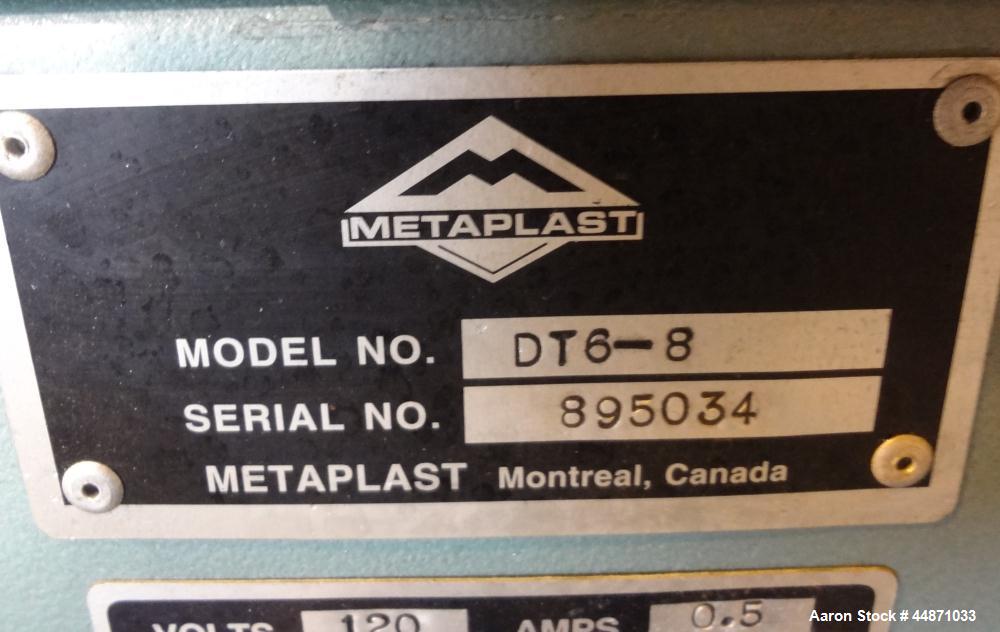 METAPLAST
MODEL NO. DT6-8
SERIAL NO. 895034
METAPLAST Montreal, Canada
VOLTS 120 AMPS 0.5
Aaron Stock # 44871033